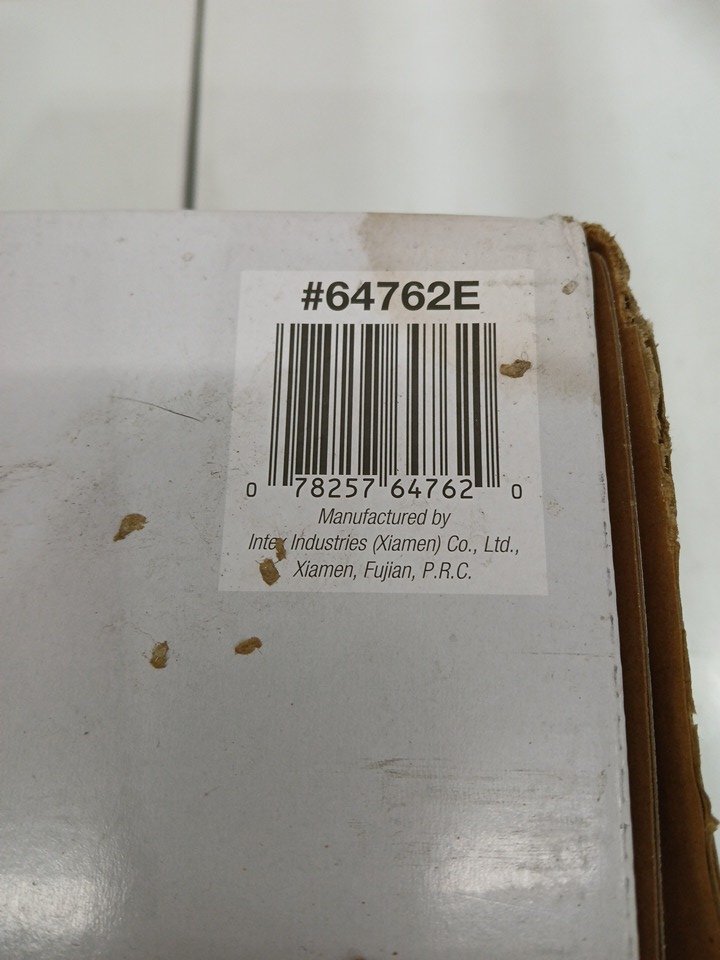 #64762E
0 78257 64762 0
Manufactured by
Intex Industries (Xiamen) Co., Ltd.,
Xiamen, Fujian, P.R.C.